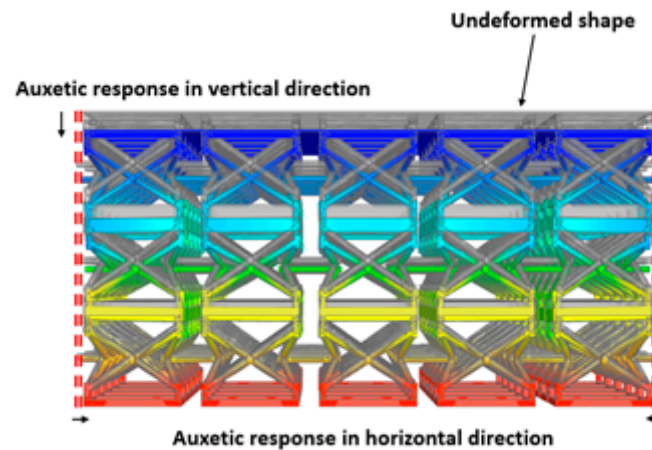 Undeformed shape
Auxetic response in vertical direction
Auxetic response in horizontal direction